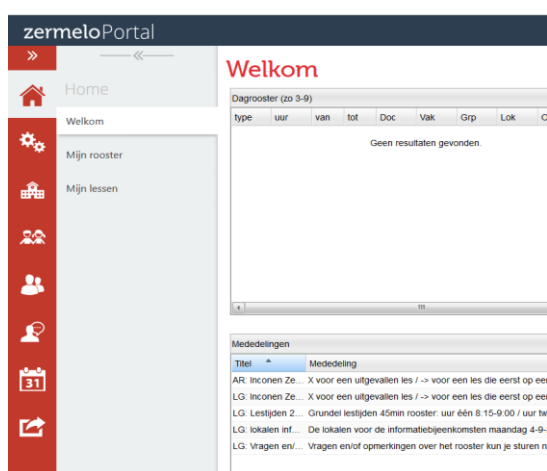 zermeloPortal
Home
Welkom
Mijn rooster
Mijn lessen
31
Welkom
Dagrooster (zo 3-9)
type uur van tot Doc Vak Grp Lok
Geen resultaten gevonden.
Mededelingen
Titel Mededeling
AR: Inconen Ze... X voor een uitgevallen les / -> voor een les die eerst op
LG: Inconen Ze... X voor een uitgevallen les / -> voor een les die eerst op
LG: Lestijden 2... Grundel lestijden 45min rooster: uur één 8:15-9:00 / uur
LG: lokalen inf... De lokalen voor de informatiebijeenkomsten maandag 4-9-
LG: Vragen en/... Vragen en/of opmerkingen over het rooster kun je sturen